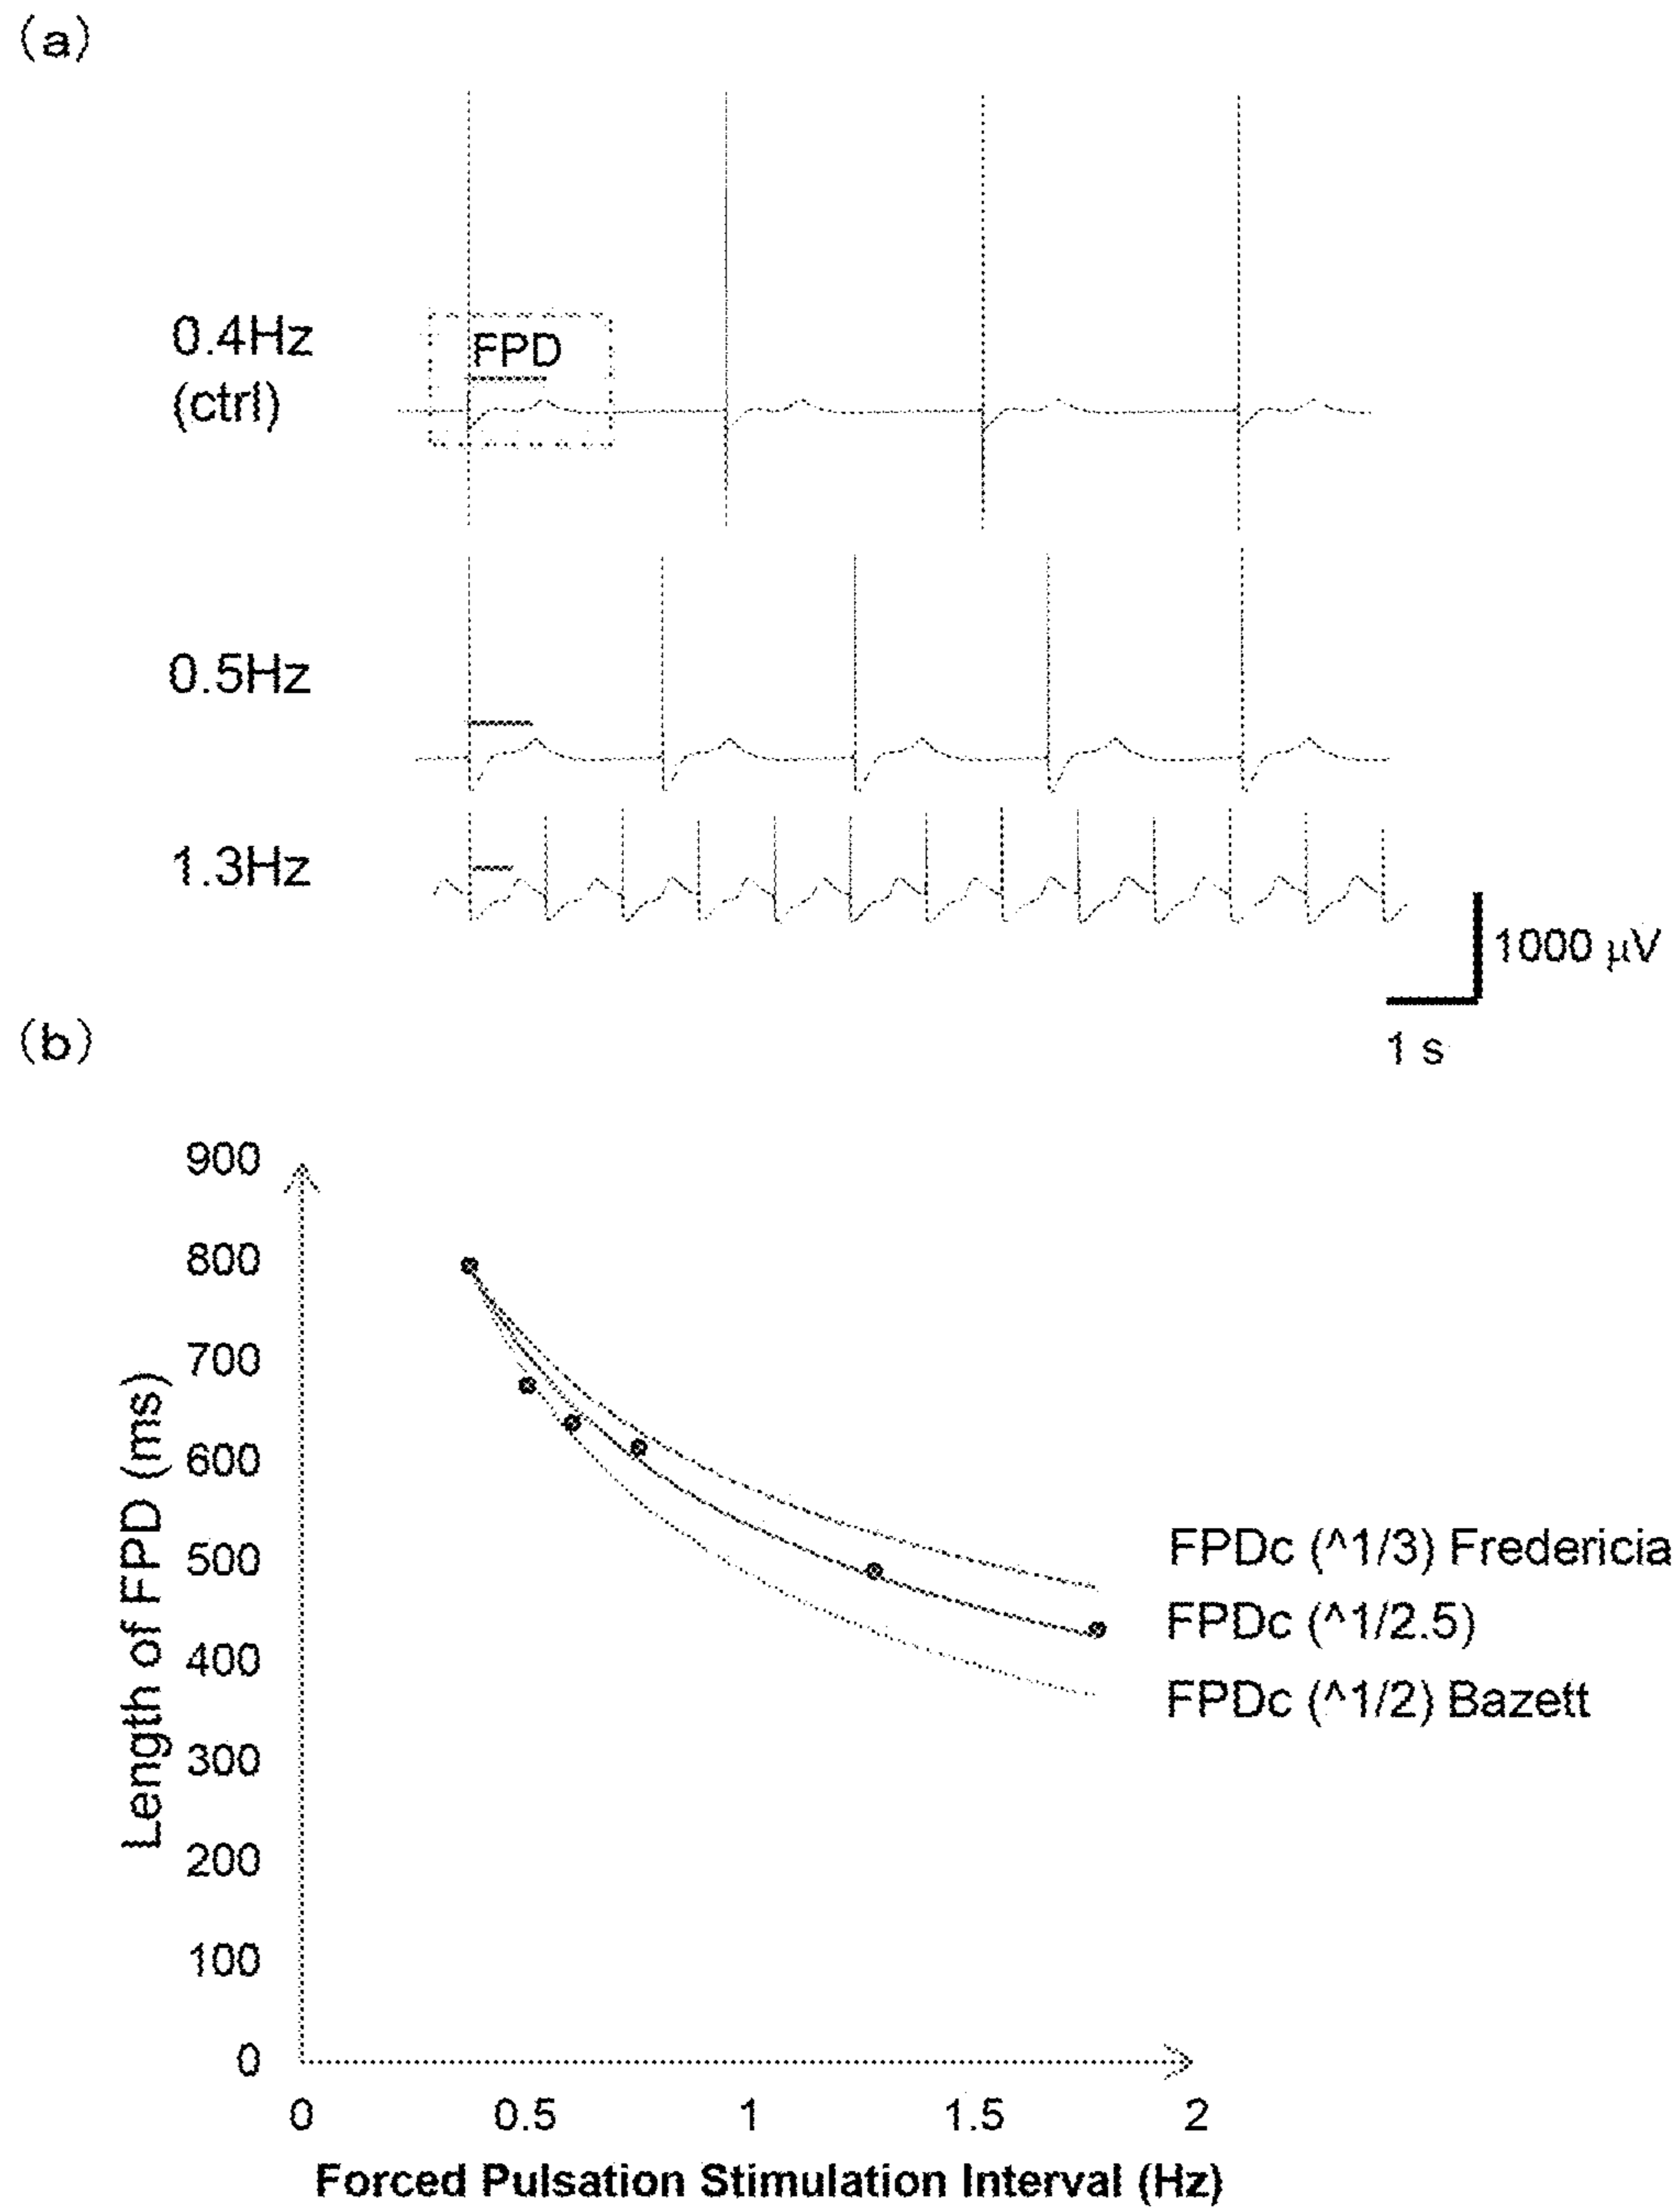 (a)
0.4Hz
(ctrl)
FPD
0.5Hz
1.3Hz
1000 μV
1 s
(b)
900
800
700
600
500
400
300
200
100
0
Length of FPD (ms)
FPDc (^1/3) Fredericia
FPDc (^1/2.5)
FPDc (^1/2) Bazett
0 0.5 1 1.5 2
Forced Pulsation Stimulation Interval (Hz)